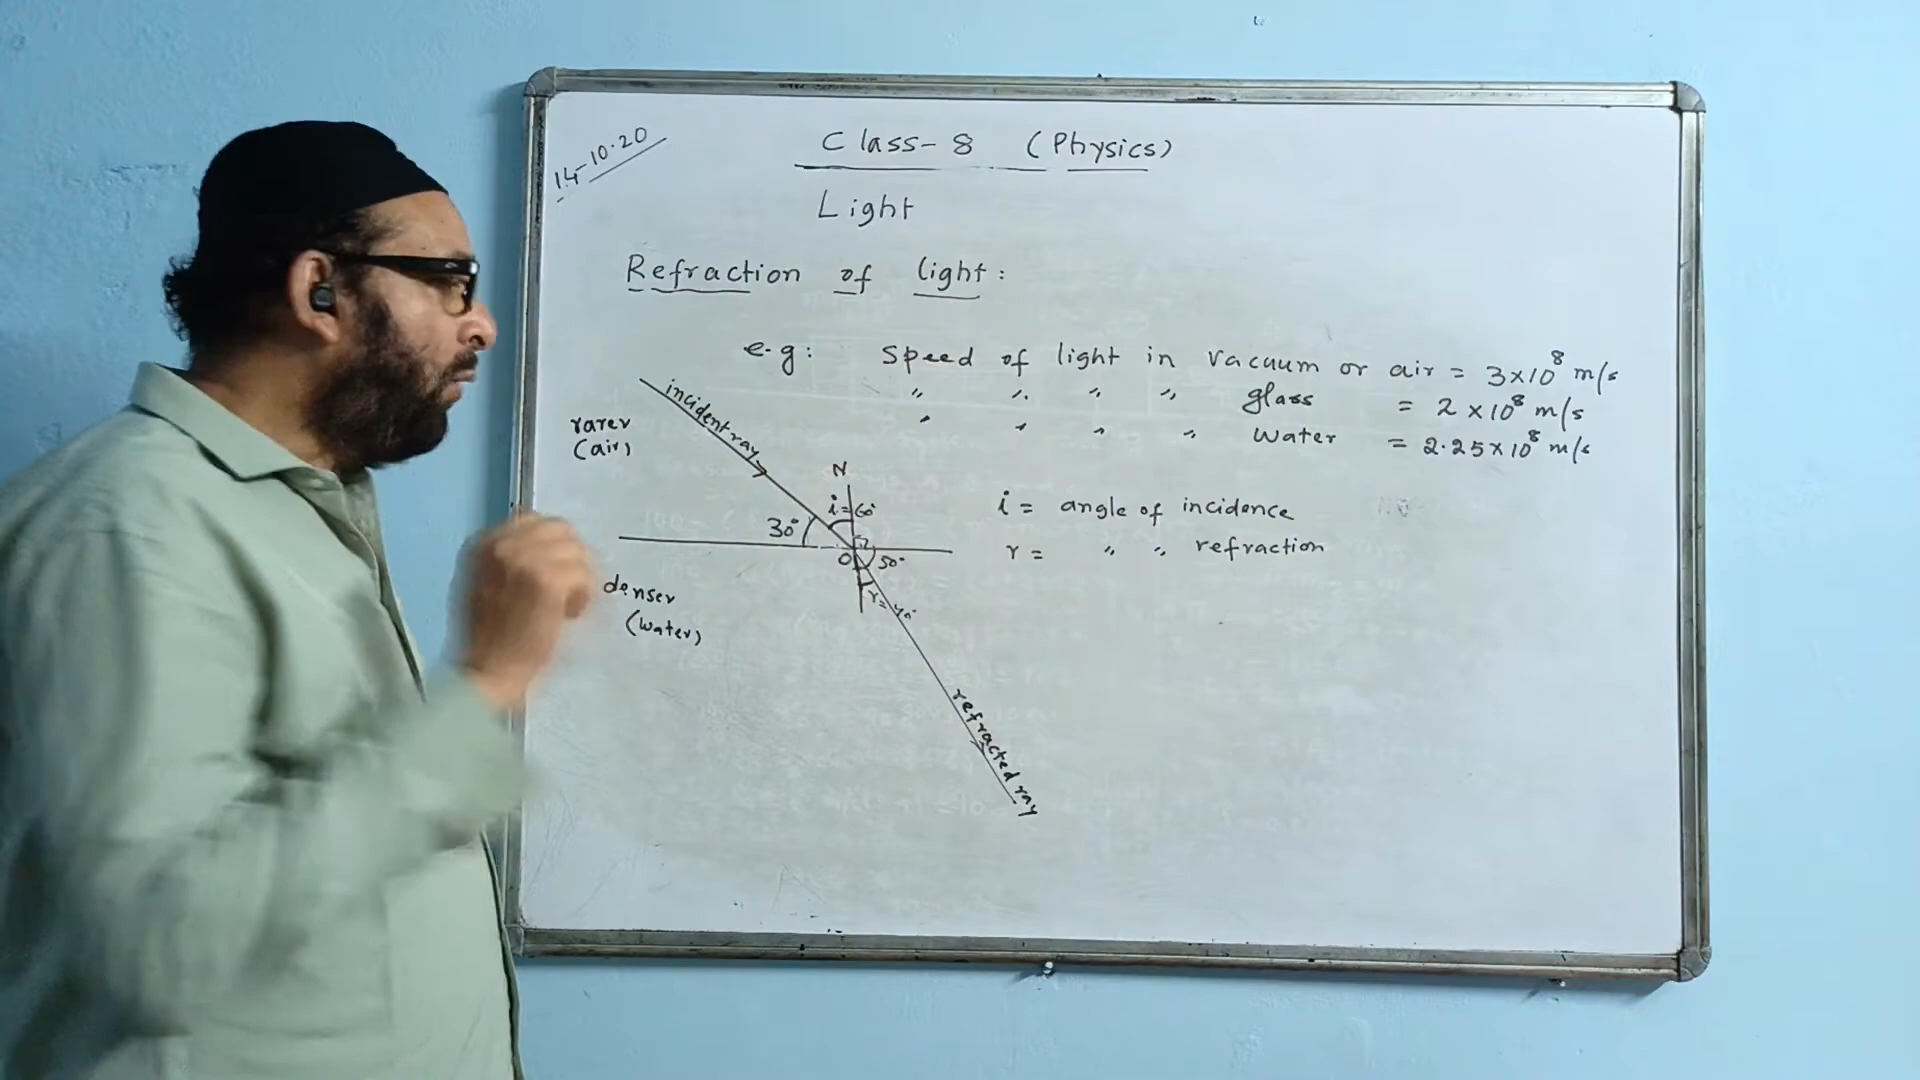 14-10.20
Class-8 (Physics)
Light
Refraction of light:
e.g: Speed of light in vacuum or air = 3×10⁸ m/s
" " " " glass = 2×10⁸ m/s
" " " " water = 2.25×10⁸ m/s
incident ray
rarer
(air)
N
i=60°
30°
O
50°
r=40°
denser
(water)
refracted ray
i = angle of incidence
r = " " refraction